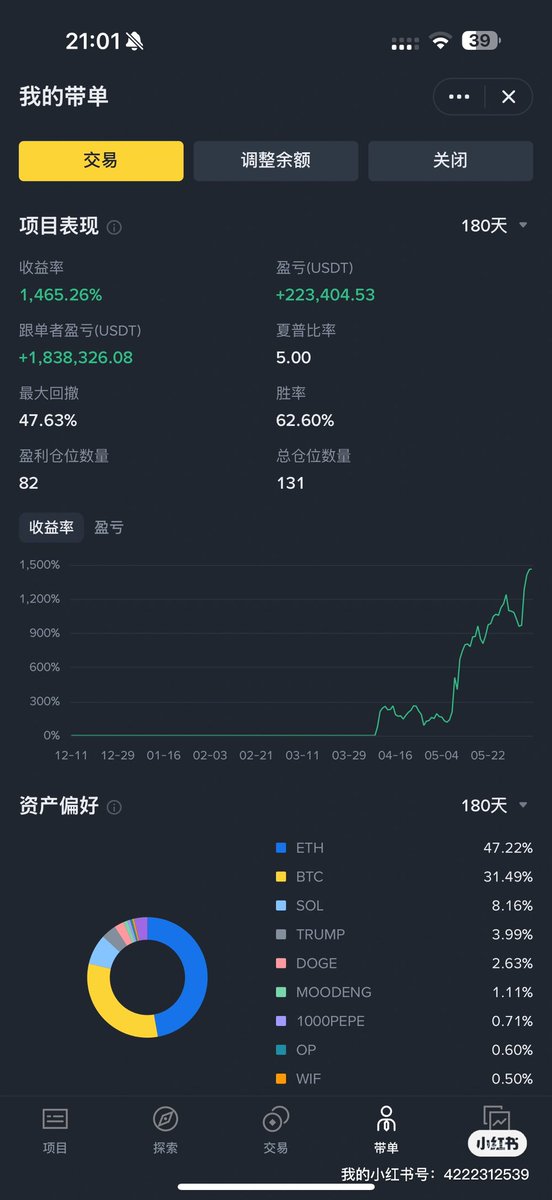 21:01
39
我的带单
交易 调整余额 关闭
项目表现 180天
收益率 盈亏(USDT)
1,465.26% +223,404.53
跟单者盈亏(USDT) 夏普比率
+1,838,326.08 5.00
最大回撤 胜率
47.63% 62.60%
盈利仓位数量 总仓位数量
82 131
收益率 盈亏
1,500%
1,200%
900%
600%
300%
0%
12-11 12-29 01-16 02-03 02-21 03-11 03-29 04-16 05-04 05-22
资产偏好 180天
ETH 47.22%
BTC 31.49%
SOL 8.16%
TRUMP 3.99%
DOGE 2.63%
MOODENG 1.11%
1000PEPE 0.71%
OP 0.60%
WIF 0.50%
项目 探索 交易 带单
小红书
我的小红书号：4222312539